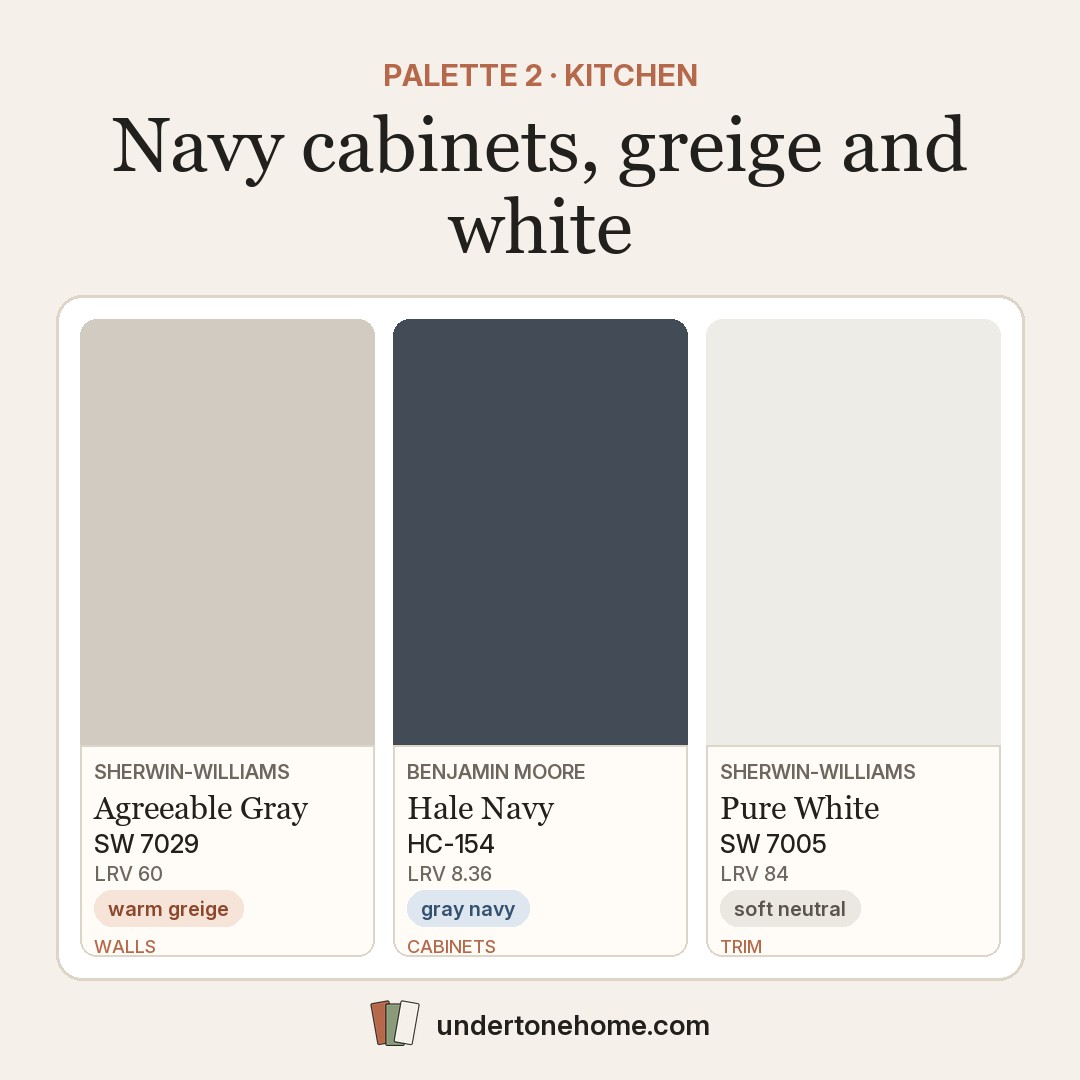 PALETTE 2 · KITCHEN
Navy cabinets, greige and
white
SHERWIN-WILLIAMS
Agreeable Gray
SW 7029
LRV 60
warm greige
WALLS
BENJAMIN MOORE
Hale Navy
HC-154
LRV 8.36
gray navy
CABINETS
SHERWIN-WILLIAMS
Pure White
SW 7005
LRV 84
soft neutral
TRIM
undertonehome.com